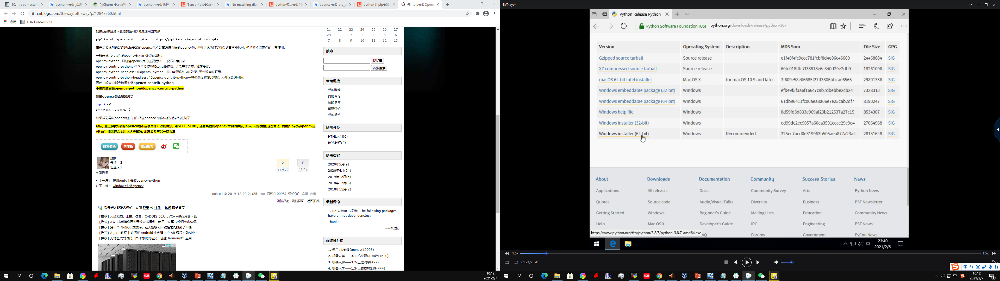 10.1. robomaster
pycharm安装_百度
PyCharm 安装教程
pycharm安装教程-
Tensorflow安装问
No matching dist
python模块安装问
opencv 安装 pip_百
python 用pip安装
使用pip安装Openc
cnblogs.com/thewaytotheway/p/12847260.html
应用
1. RoboMaster SD...
如果pip原始源下载慢的话可以考虑使用国内源:
pip3 install opencv-contrib-python -i https://pypi.tuna.tsinghua.edu.cn/simple
首先需要说明的是通过pip安装的opencv包不是官方编译好的opencv包, 也就是说他们没有得到官方非认可, 但这并不影响你的正常使用.
一般来说, pip提供的opencv的包的类型有四种:
opencv-python: 只包含opencv库的主要模块. 一般不推荐安装.
opencv-contrib-python: 包含主要模块和contrib模块, 功能基本完整, 推荐安装.
opencv-python-headless: 和opencv-python一样, 但是没有GUI功能, 无外设系统可用.
opencv-contrib-python-headless: 和opencv-contrib-python一样但是没有GUI功能. 无外设系统可用.
因此一般来说都会选择安装opencv-contrib-python
不要同时安装opencv-python和opencv-contrib-python
测试opencv是否安装成功
import cv2
print(cv2.__version__)
如果成功导入opencv包并打印相应opencv的版本就说明安装成功了.
最后, 通过pip安装的opencv包不能使用非开源的算法, 如SIFT, SURF, 还有其他的opencv专利的算法, 如果不需要用到这些算法, 使用pip安装opencv是
可行的, 如果你需要用到这些算法, 那就要参考另一篇文章
好文要顶 关注我 收藏该文
cng
关注 - 2
粉丝 - 1
+加关注
2 0
推荐 反对
« 上一篇: 在Ubuntu上安装opencv-python
» 下一篇: windows安装opencv
posted @ 2019-12-23 21:25 cng 阅读(10098) 评论(0) 编辑 收藏
刷新评论 刷新页面 返回顶部
登录后才能发表评论, 立即 登录 或 注册, 访问 网站首页
【推荐】大型组态、工控、仿真、CADGIS 50万行VC++源码免费下载
【推荐】AWS携手博客园为开发者送福利, 新用户立享12个月免费套餐
【推荐】第一个 NoSQL 数据库, 在大规模和一致性之间找到了平衡
【推荐】Agora 教程 | 如何在 Android 中创建一个 AR 远程协助APP
【推荐】万物互联的时代, 由你的代码定义, 创建HarmonyOS应用
广告
21 22 23 24 25 26 27
28 1 2 3 4 5 6
7 8 9 10 11 12 13
搜索
找找看
谷歌搜索
常用链接
我的随笔
我的评论
我的参与
最新评论
我的标签
随笔分类
HTML入门(6)
ROS教程(2)
随笔档案
2020年5月(9)
2020年4月(24)
2019年12月(5)
2018年12月(6)
2018年11月(2)
最新评论
1. Re:安装ROS报错: The following packages
have unmet dependenctes:
Thanks!
--采风远行
阅读排行榜
1. 使用pip安装Opencv(10098)
2. 机器人学——3.1-机械臂DH参数(1620)
3. 机器人学——3.2-正运动学(492)
4. 机器人学——1.3-正交旋转矩阵(444)
10:12
2021/2/7
EVPlayer
Python Release Python
Python Software Foundation [US] python.org/downloads/release/python-387
Version Operating System Description MD5 Sum File Size GPG
Gzipped source tarball Source release e1f40f4fc9ccc781fcbf8d4e86c46660 24468684 SIG
XZ compressed source tarball Source release 60fe018fffc7f33818e6c340d29e2db9 18261096 SIG
macOS 64-bit Intel installer Mac OS X for macOS 10.9 and later 3f609e58e06685f27ff3306bbcae6565 29801336 SIG
Windows embeddable package (32-bit) Windows efbe9f5f3a6f166c7c9b7dbebbe2cb24 7328313 SIG
Windows embeddable package (64-bit) Windows 61db96411fc00aea8a06e7e25cab2df7 8190247 SIG
Windows help file Windows 8d59fd3d833e969af23b212537a27c15 8534307 SIG
Windows installer (32-bit) Windows ed99dc2ec9057a60ca3591ccce29e9e4 27064968 SIG
Windows installer (64-bit) Windows Recommended 325ec7acd0e319963b505aea877a23a4 28151648 SIG
About Downloads Documentation Community Success Stories News
Applications All releases Docs Community Survey Arts Python News
Quotes Source code Audio/Visual Talks Diversity Business PSF Newsletter
Getting Started Windows Beginner's Guide Mailing Lists Education Community News
Help Mac OS X Developer's Guide IRC Engineering PSF News
https://www.python.org/ftp/python/3.8.7/python-3.8.7-amd64.exe AQ Forums Government PyCon News
中
23:40
2021/2/6
1.5x 1.5x
01:24/26:41
中
中
10:12
2021/2/7